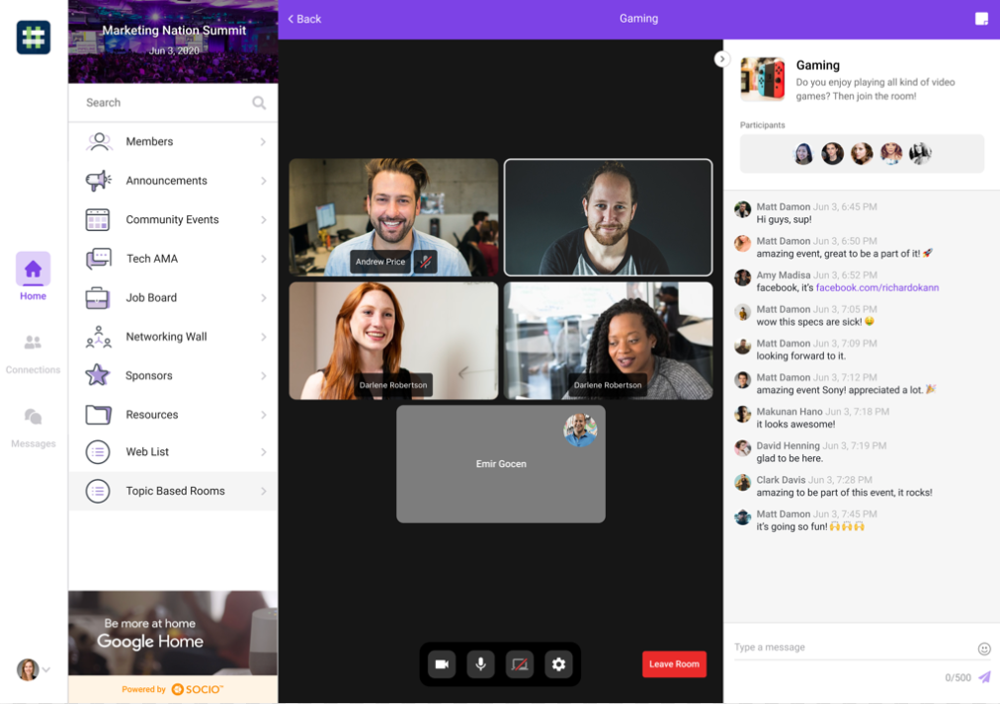 Marketing Nation Summit
Jun 3, 2020
Search
Members
Announcements
Community Events
Tech AMA
Job Board
Networking Wall
Sponsors
Resources
Web List
Topic Based Rooms
Home
Connections
Messages
Be more at home
Google Home
Powered by SOCIO™
Back
Gaming
Andrew Price
Darlene Robertson
Darlene Robertson
Emir Gocen
Leave Room
Gaming
Do you enjoy playing all kind of video
games? Then join the room!
Participants
Matt Damon Jun 3, 6:45 PM
Hi guys, sup!
Matt Damon Jun 3, 6:50 PM
amazing event, great to be a part of it! 🚀
Amy Madisa Jun 3, 6:52 PM
facebook, it's facebook.com/richardokann
Matt Damon Jun 3, 7:05 PM
wow this specs are sick! 🤑
Matt Damon Jun 3, 7:09 PM
looking forward to it.
Matt Damon Jun 3, 7:12 PM
amazing event Sony! appreciated a lot. 🎉
Makunan Hano Jun 3, 7:18 PM
it looks awesome!
David Henning Jun 3, 7:19 PM
glad to be here.
Clark Davis Jun 3, 7:28 PM
amazing to be part of this event, it rocks!
Matt Damon Jun 3, 7:45 PM
it's going so fun! 🙌🙌🙌
Type a message
0/500